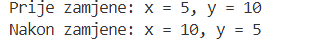 Prije zamjene: x = 5, y = 10
Nakon zamjene: x = 10, y = 5